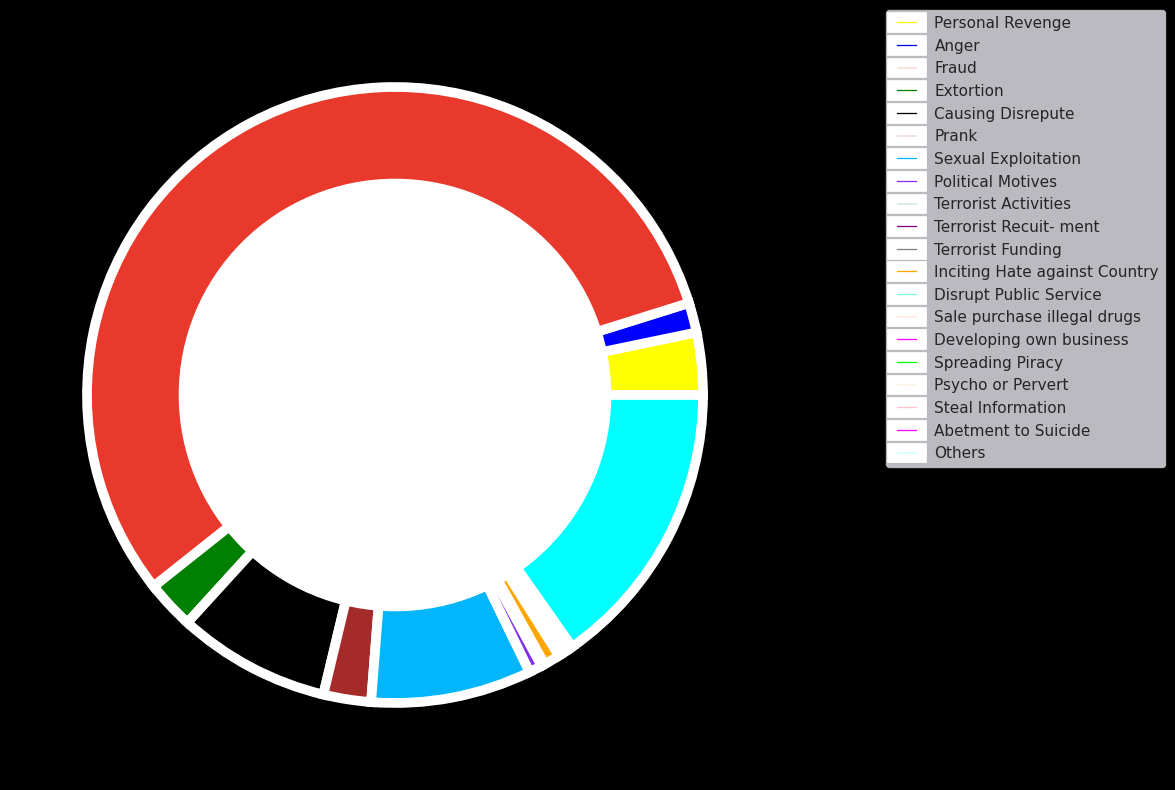 Personal Revenge
Anger
Fraud
Extortion
Causing Disrepute
Prank
Sexual Exploitation
Political Motives
Terrorist Activities
Terrorist Recuit- ment
Terrorist Funding
Inciting Hate against Country
Disrupt Public Service
Sale purchase illegal drugs
Developing own business
Spreading Piracy
Psycho or Pervert
Steal Information
Abetment to Suicide
Others